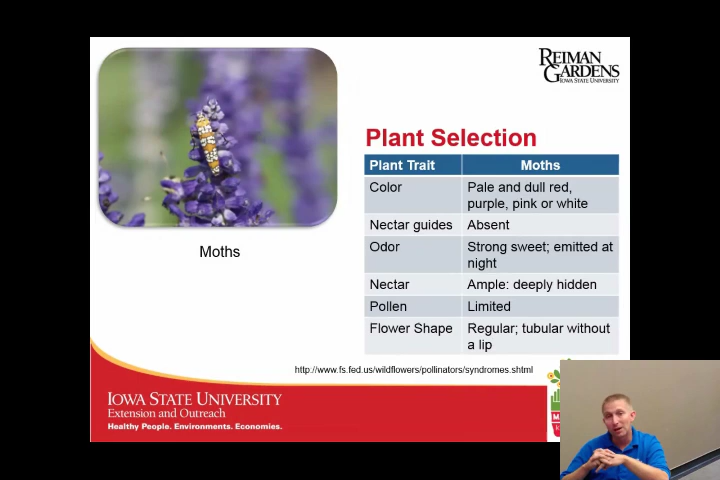 REIMAN
GARDENS
IOWA STATE UNIVERSITY
Plant Selection
Plant Trait Moths
Color Pale and dull red,
purple, pink or white
Nectar guides Absent
Odor Strong sweet; emitted at
night
Nectar Ample: deeply hidden
Pollen Limited
Flower Shape Regular; tubular without
a lip
Moths
http://www.fs.fed.us/wildflowers/pollinators/syndromes.shtml
IOWA STATE UNIVERSITY
Extension and Outreach
Healthy People. Environments. Economies.